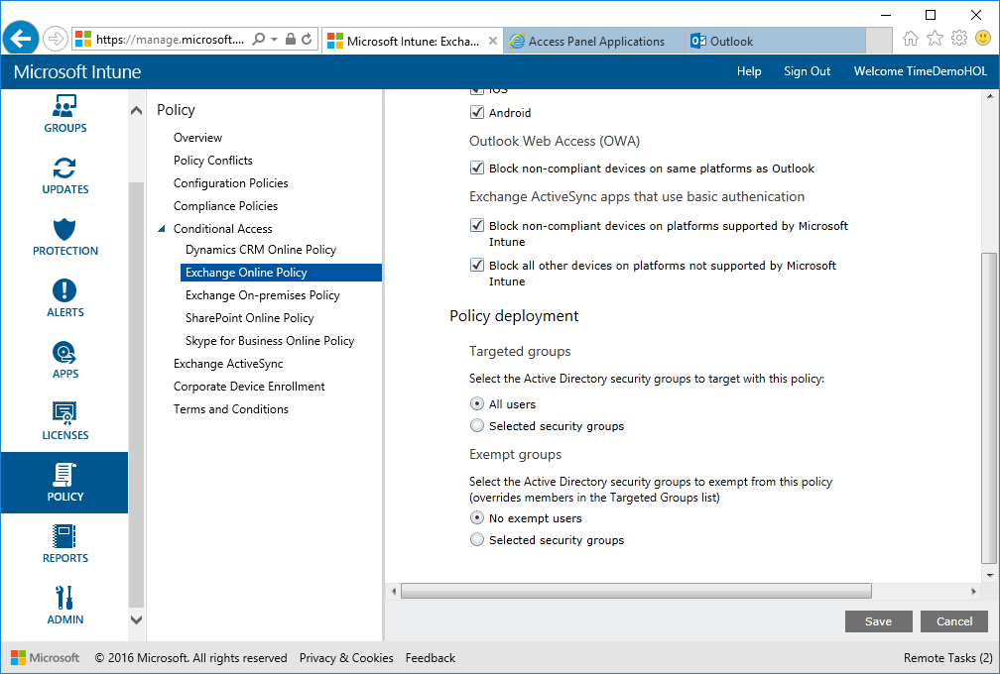 https://manage.microsoft....
Microsoft Intune: Excha...
Access Panel Applications
Outlook
Microsoft Intune
Help
Sign Out
Welcome TimeDemoHOL
GROUPS
UPDATES
PROTECTION
ALERTS
APPS
LICENSES
POLICY
REPORTS
ADMIN
Policy
Overview
Policy Conflicts
Configuration Policies
Compliance Policies
Conditional Access
Dynamics CRM Online Policy
Exchange Online Policy
Exchange On-premises Policy
SharePoint Online Policy
Skype for Business Online Policy
Exchange ActiveSync
Corporate Device Enrollment
Terms and Conditions
iOS
Android
Outlook Web Access (OWA)
Block non-compliant devices on same platforms as Outlook
Exchange ActiveSync apps that use basic authenication
Block non-compliant devices on platforms supported by Microsoft
Intune
Block all other devices on platforms not supported by Microsoft
Intune
Policy deployment
Targeted groups
Select the Active Directory security groups to target with this policy:
All users
Selected security groups
Exempt groups
Select the Active Directory security groups to exempt from this policy
(overrides members in the Targeted Groups list)
No exempt users
Selected security groups
Save
Cancel
Microsoft
© 2016 Microsoft. All rights reserved
Privacy & Cookies
Feedback
Remote Tasks (2)